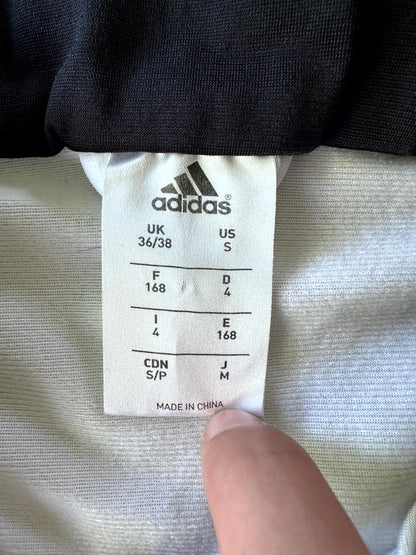 adidas®
UK US
36/38 S
F D
168 4
I E
4 168
CDN J
S/P M
MADE IN CHINA